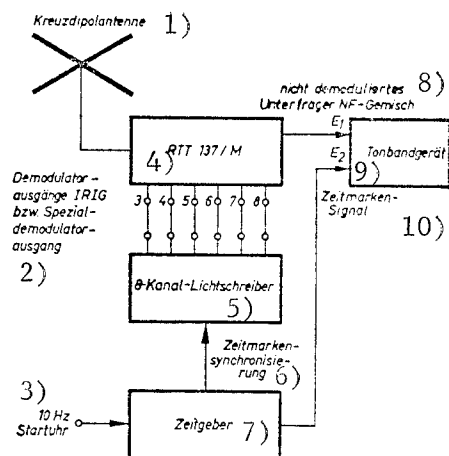 Kreuzdipolantenne 1)
nicht demoduliertes 8)
Unterträger NF-Gemisch
E1
RTT 137/M
4)
E2
Tonbandgerät
9)
Zeitmarken-
Signal
10)
Demodulator-
ausgänge IRIG
bzw. Spezial-
demodulator-
ausgang
2)
3 4 5 6 7 8
8-Kanal-Lichtschreiber
5)
Zeitmarken-
synchronisie-
rung 6)
3)
10 Hz
Startuhr
Zeitgeber 7)